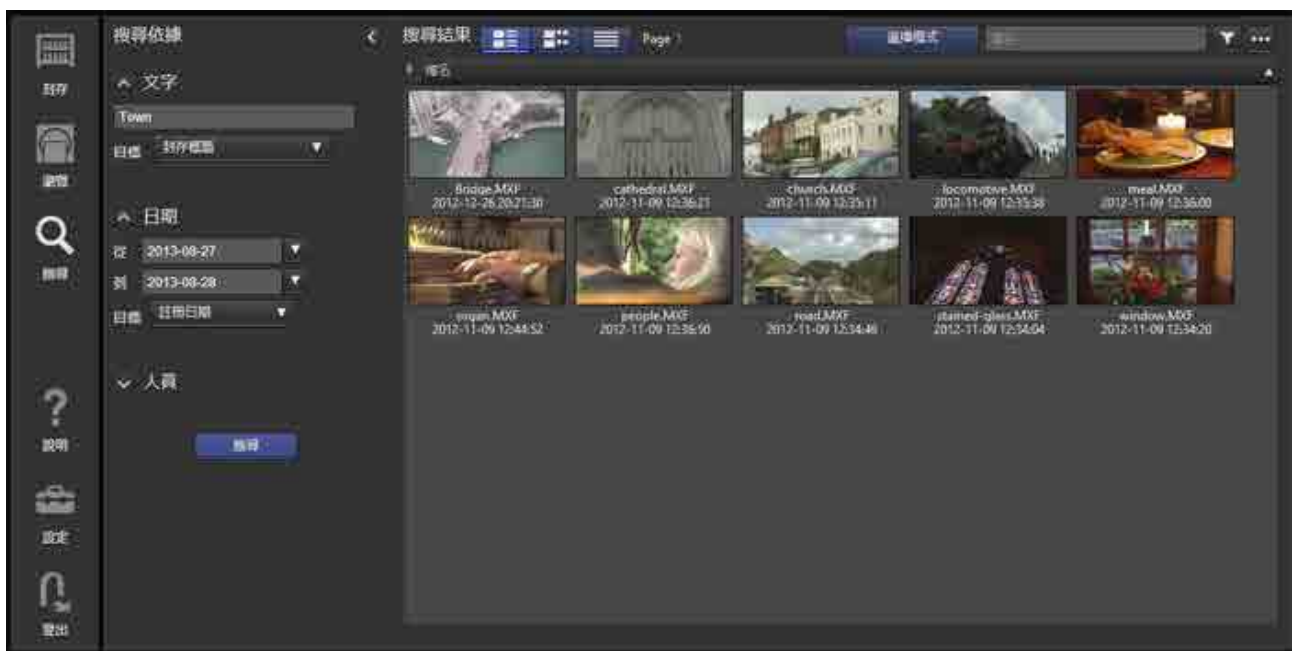 封存
瀏覽
搜尋
說明
設定
登出
搜尋依據
文字
Town
目標 封存標題
日期
從 2013-08-27
到 2013-08-28
目標 註冊日期
人員
搜尋
搜尋結果 Page 1
選擇模式
檔名
Bridge.MXF cathedral.MXF church.MXF locomotive.MXF meal.MXF
2012-12-26 20:21:30 2012-11-09 12:36:21 2012-11-09 12:35:11 2012-11-09 12:35:38 2012-11-09 12:36:00
organ.MXF people.MXF road.MXF stained-glass.MXF window.MXF
2012-11-09 12:44:52 2012-11-09 12:36:50 2012-11-09 12:34:46 2012-11-09 12:34:04 2012-11-09 12:34:20